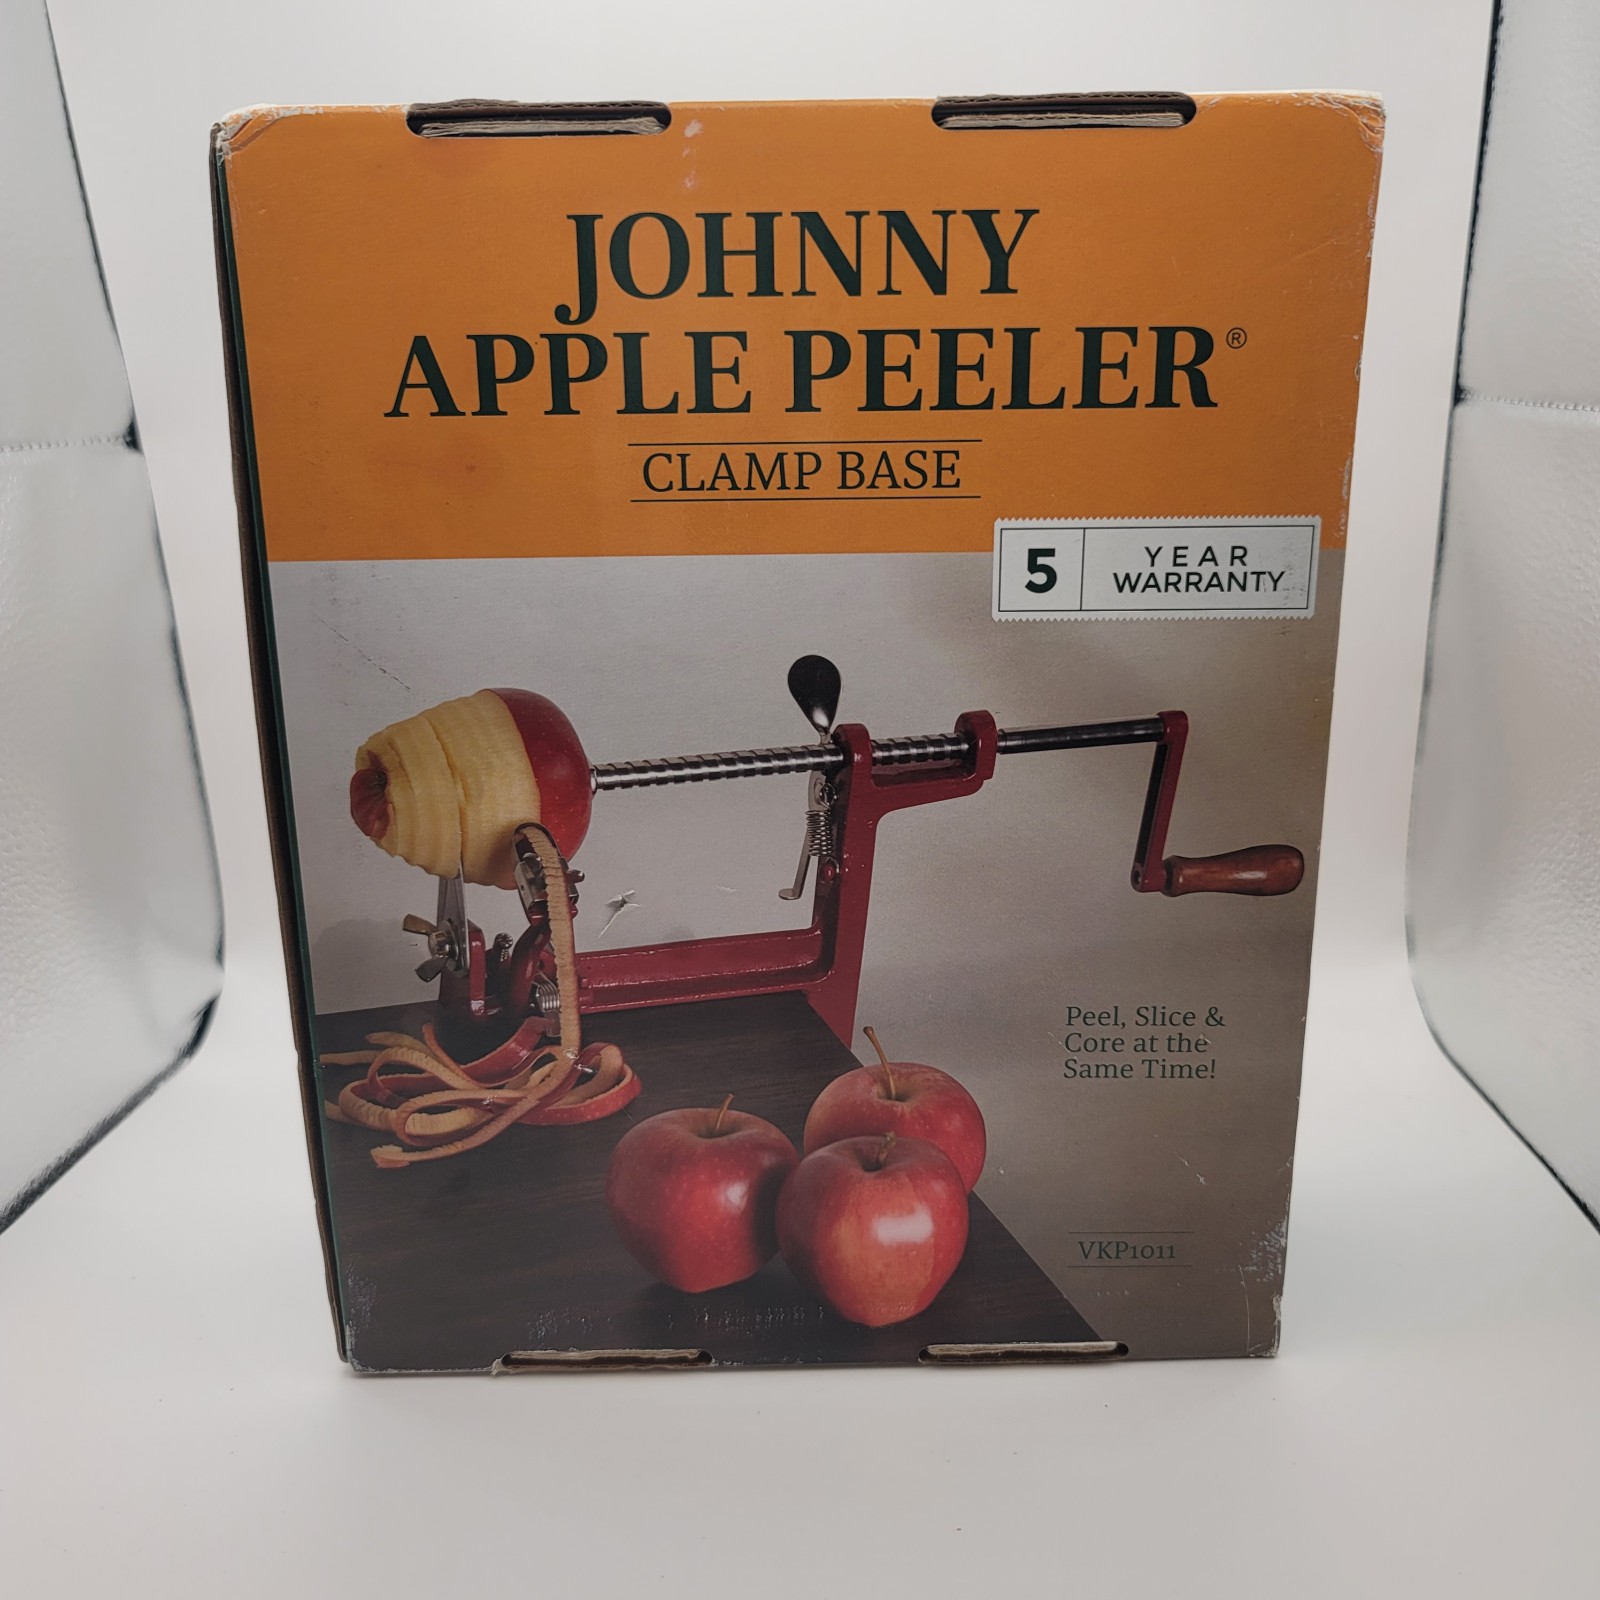 JOHNNY
APPLE PEELER®
CLAMP BASE
5 YEAR
WARRANTY
Peel, Slice &
Core at the
Same Time!
VKP1011